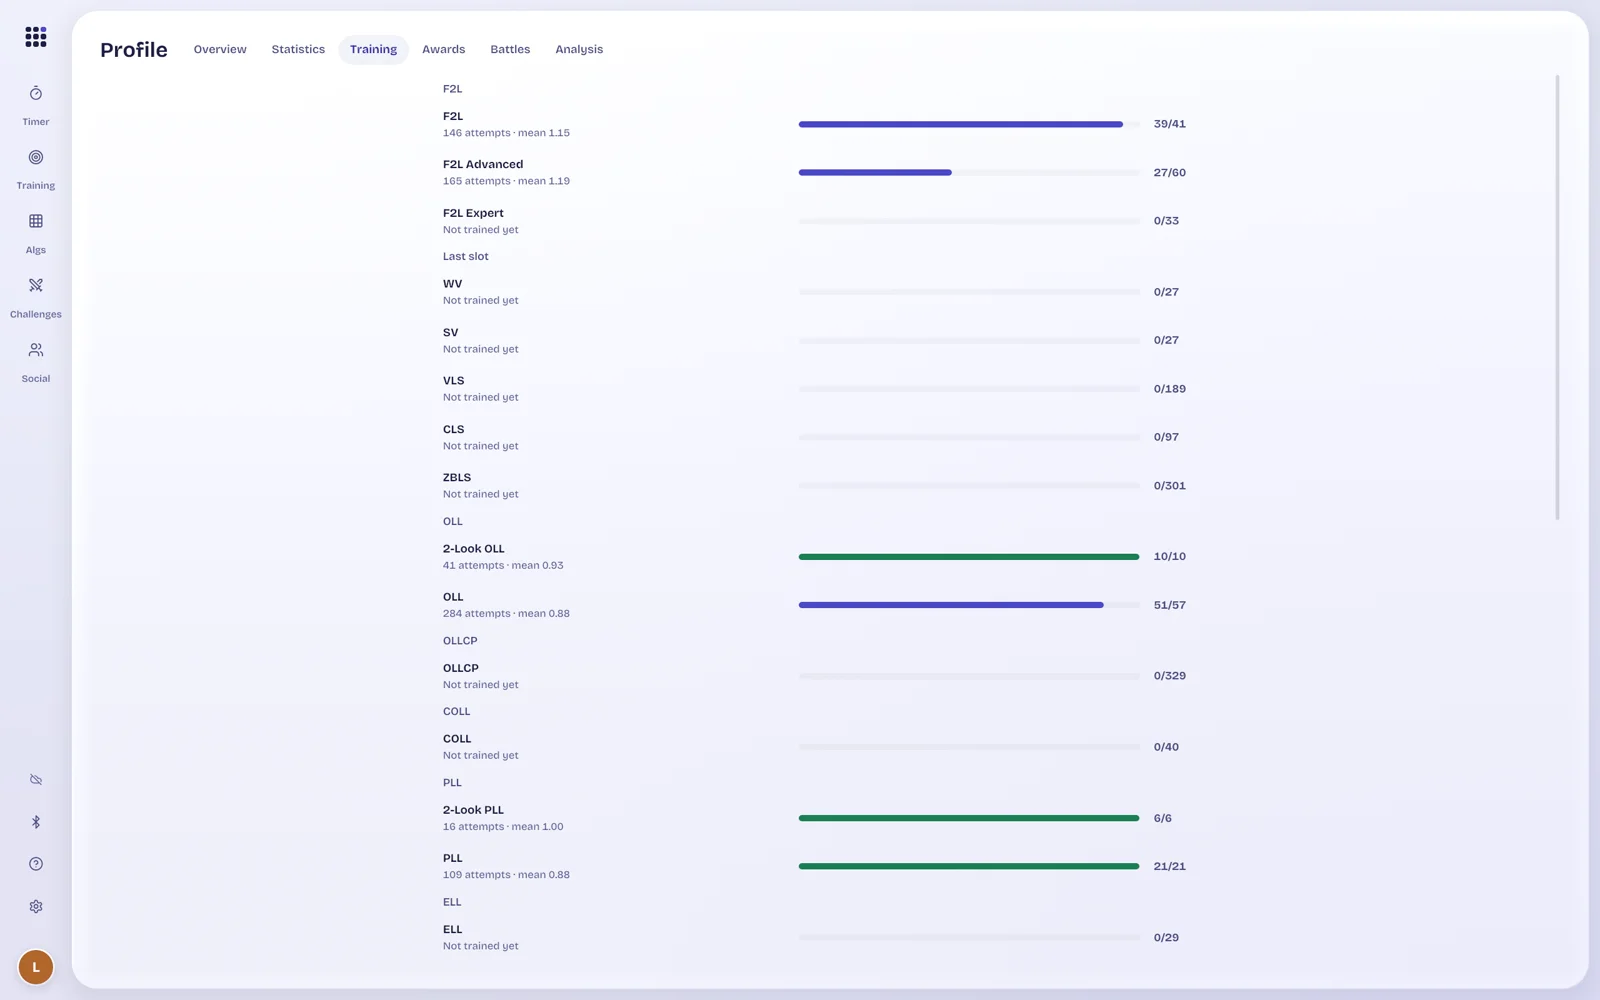 Profile
Overview
Statistics
Training
Awards
Battles
Analysis
Timer
Training
Algs
Challenges
Social
L
F2L
F2L
146 attempts · mean 1.15
39/41
F2L Advanced
165 attempts · mean 1.19
27/60
F2L Expert
Not trained yet
0/33
Last slot
WV
Not trained yet
0/27
SV
Not trained yet
0/27
VLS
Not trained yet
0/189
CLS
Not trained yet
0/97
ZBLS
Not trained yet
0/301
OLL
2-Look OLL
41 attempts · mean 0.93
10/10
OLL
284 attempts · mean 0.88
51/57
OLLCP
OLLCP
Not trained yet
0/329
COLL
COLL
Not trained yet
0/40
PLL
2-Look PLL
16 attempts · mean 1.00
6/6
PLL
109 attempts · mean 0.88
21/21
ELL
ELL
Not trained yet
0/29